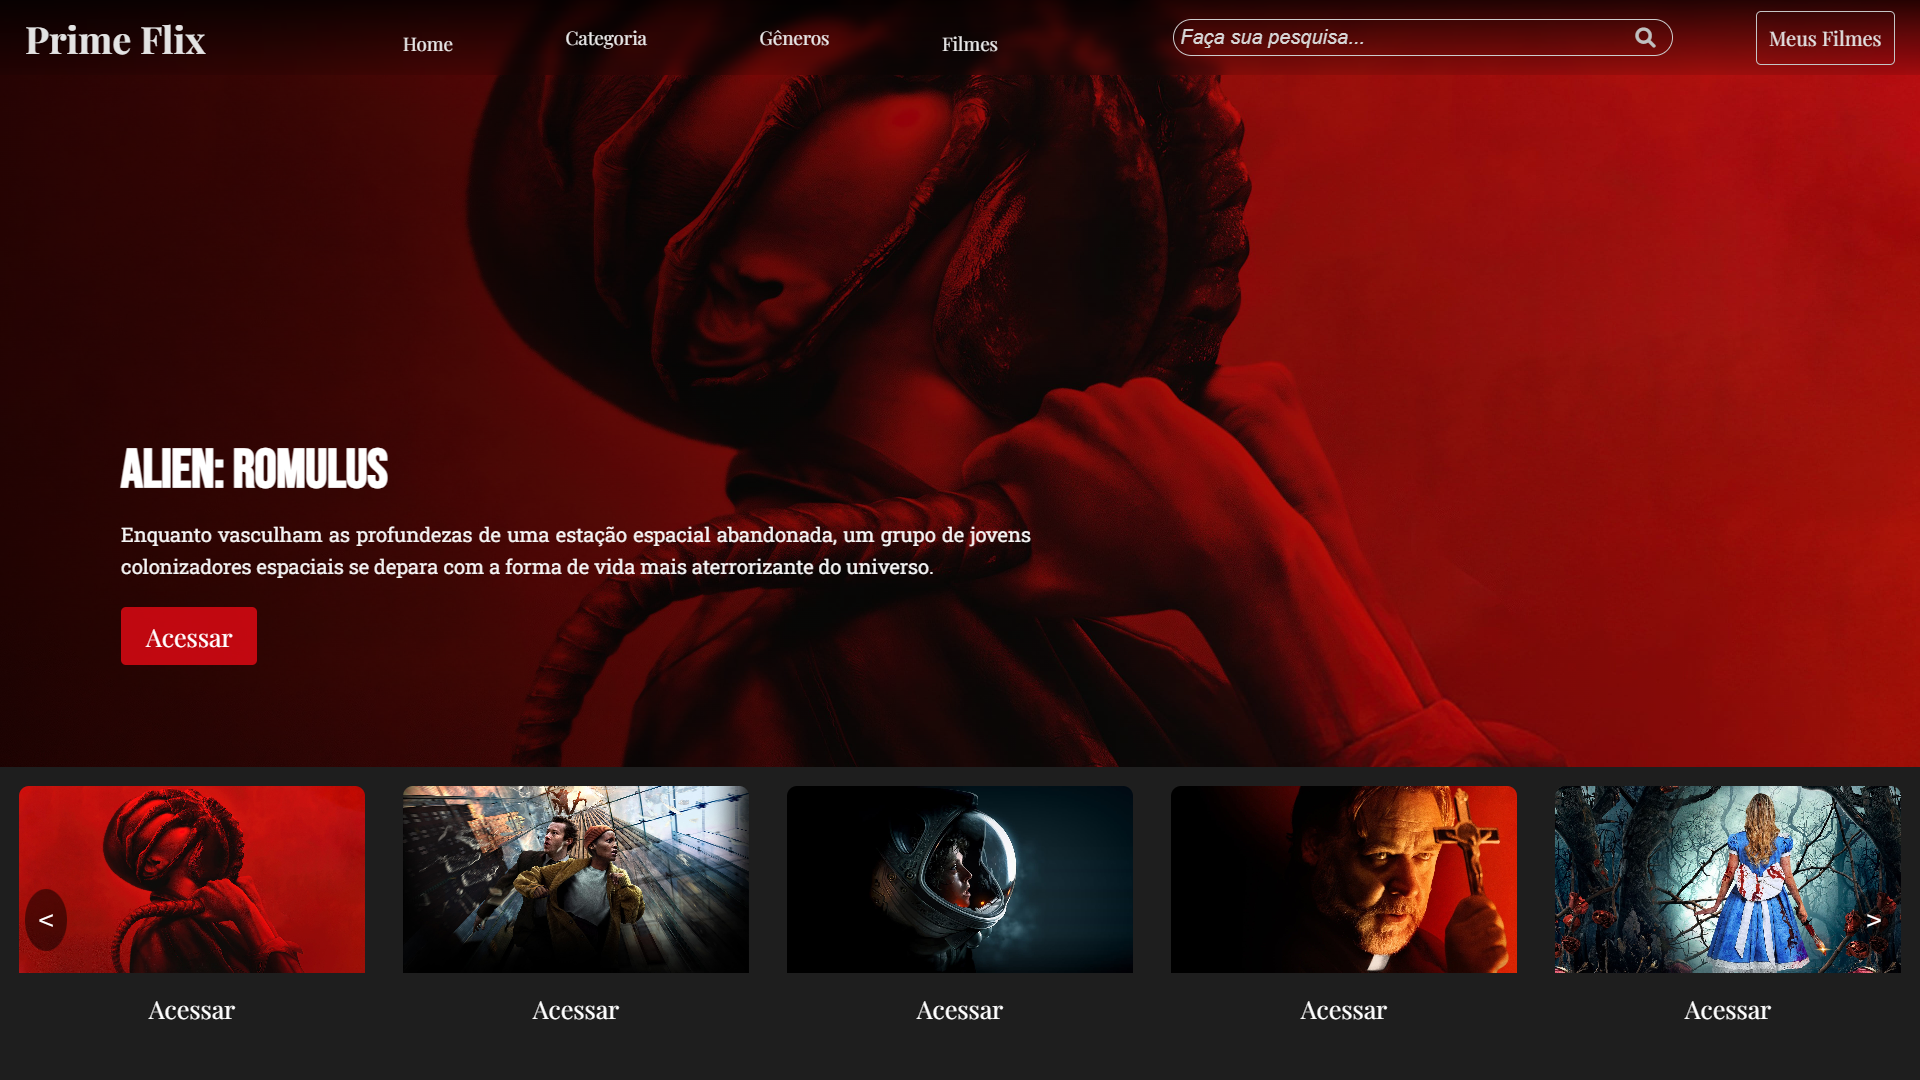 Prime Flix
Home
Categoria
Gêneros
Filmes
Faça sua pesquisa...
Meus Filmes
ALIEN: ROMULUS
Enquanto vasculham as profundezas de uma estação espacial abandonada, um grupo de jovens
colonizadores espaciais se depara com a forma de vida mais aterrorizante do universo.
Acessar
<
>
Acessar
Acessar
Acessar
Acessar
Acessar